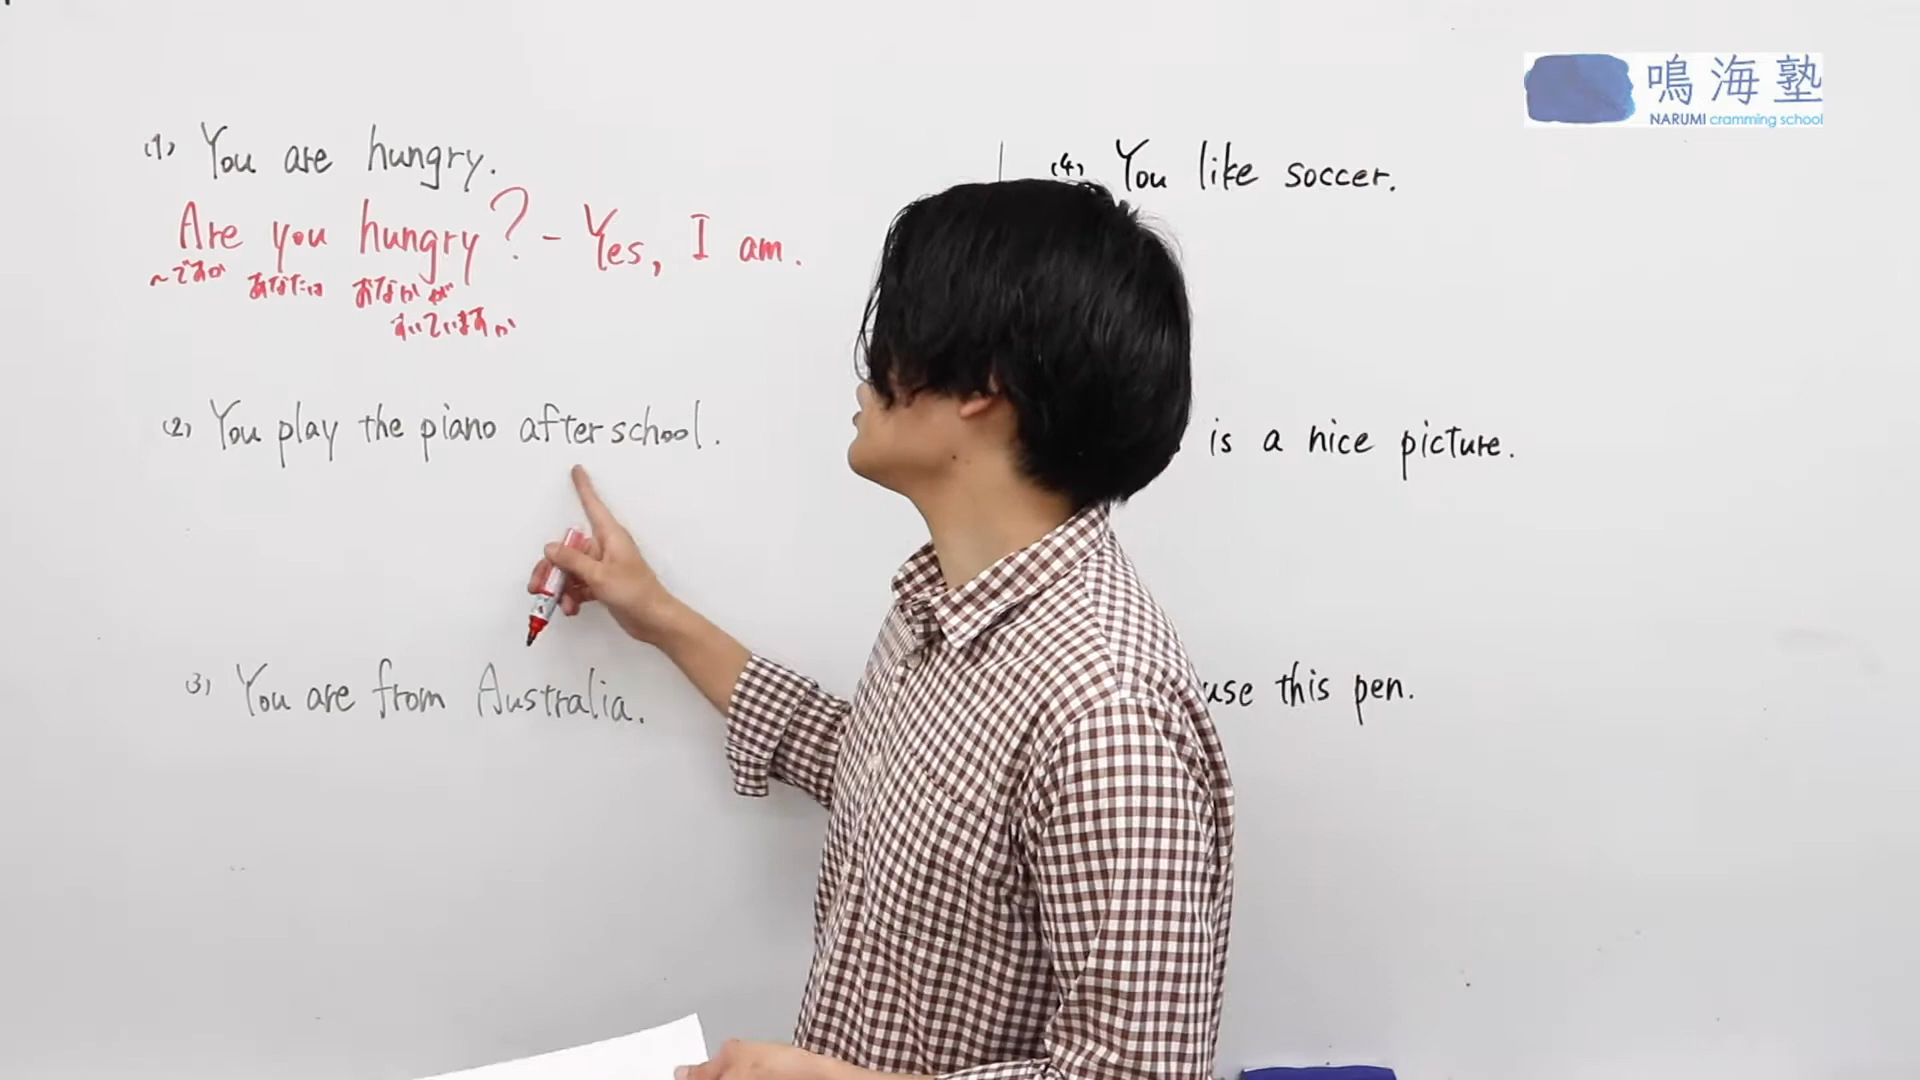 鳴海塾
NARUMI cramming school
(1) You are hungry.
Are you hungry? - Yes, I am.
~ですか あなたは おなかが
すいていますか
(2) You play the piano after school.
(3) You are from Australia.
(4) You like soccer.
is a nice picture.
use this pen.